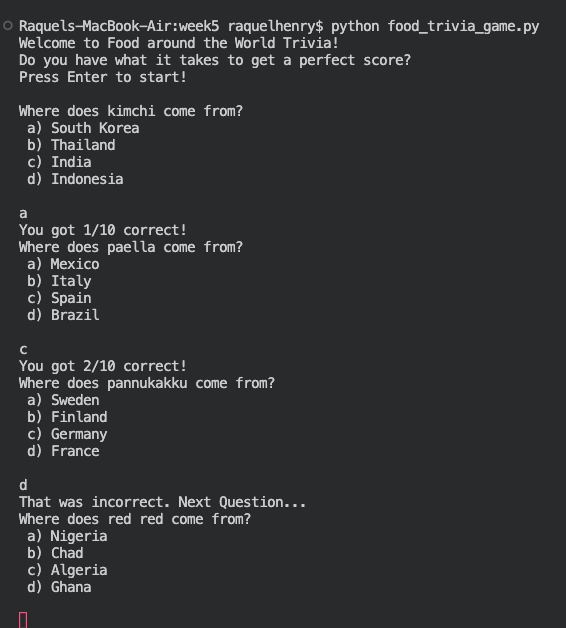 Raquels-MacBook-Air:week5 raquelhenry$ python food_trivia_game.py
Welcome to Food around the World Trivia!
Do you have what it takes to get a perfect score?
Press Enter to start!

Where does kimchi come from?
 a) South Korea
 b) Thailand
 c) India
 d) Indonesia

a
You got 1/10 correct!
Where does paella come from?
 a) Mexico
 b) Italy
 c) Spain
 d) Brazil

c
You got 2/10 correct!
Where does pannukakku come from?
 a) Sweden
 b) Finland
 c) Germany
 d) France

d
That was incorrect. Next Question...
Where does red red come from?
 a) Nigeria
 b) Chad
 c) Algeria
 d) Ghana